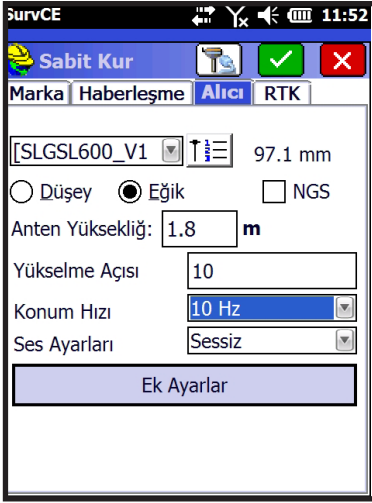 SurvCE 11:52
Sabit Kur
Marka Haberleşme Alıcı RTK
[SLGSL600_V1 97.1 mm
Düşey Eğik NGS
Anten Yüksekliğ: 1.8 m
Yükselme Açısı 10
Konum Hızı 10 Hz
Ses Ayarları Sessiz
Ek Ayarlar